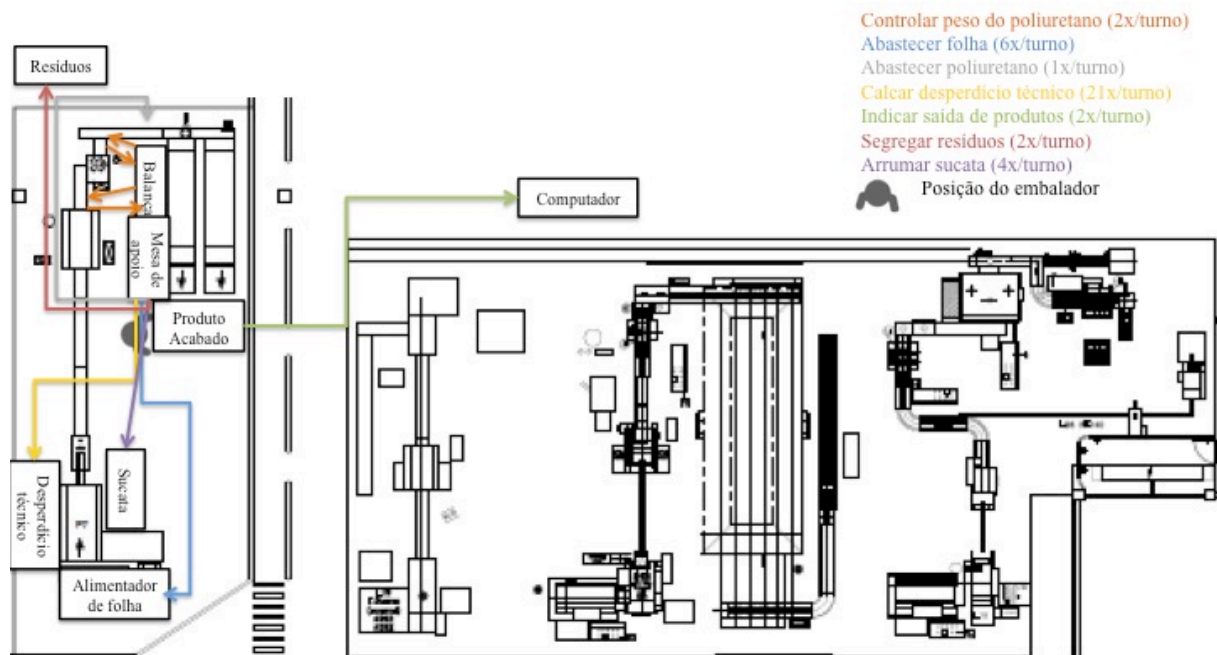 Controlar peso do poliuretano (2x/turno)
Abastecer folha (6x/turno)
Abastecer poliuretano (1x/turno)
Calcar desperdício técnico (21x/turno)
Indicar saída de produtos (2x/turno)
Segregar resíduos (2x/turno)
Arrumar sucata (4x/turno)
Posição do embalador
Resíduos
Balança
Mesa de
apoio
Computador
Produto
Acabado
Sucata
Desperdício
técnico
Alimentador
de folha